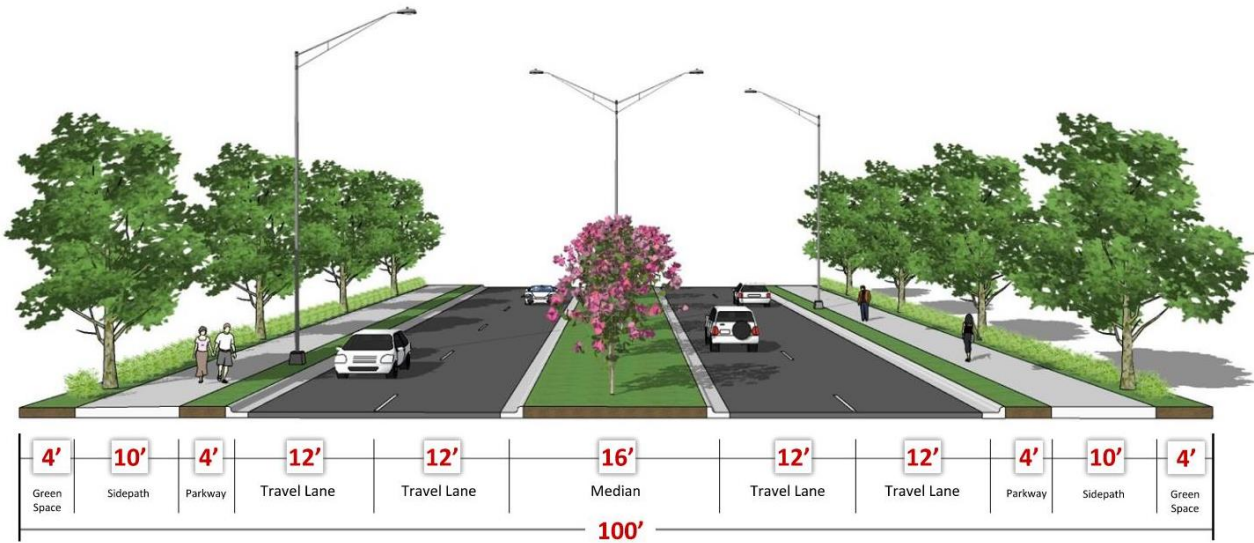 4’ 10’ 4’ 12’ 12’ 16’ 12’ 12’ 4’ 10’ 4’
Green Space Sidepath Parkway Travel Lane Travel Lane Median Travel Lane Travel Lane Parkway Sidepath Green Space
100’